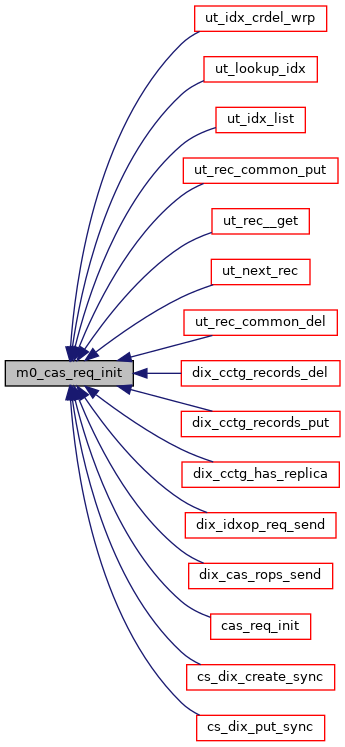 ut_idx_crdel_wrp
ut_lookup_idx
ut_idx_list
ut_rec_common_put
ut_rec__get
ut_next_rec
ut_rec_common_del
m0_cas_req_init
dix_cctg_records_del
dix_cctg_records_put
dix_cctg_has_replica
dix_idxop_req_send
dix_cas_rops_send
cas_req_init
cs_dix_create_sync
cs_dix_put_sync